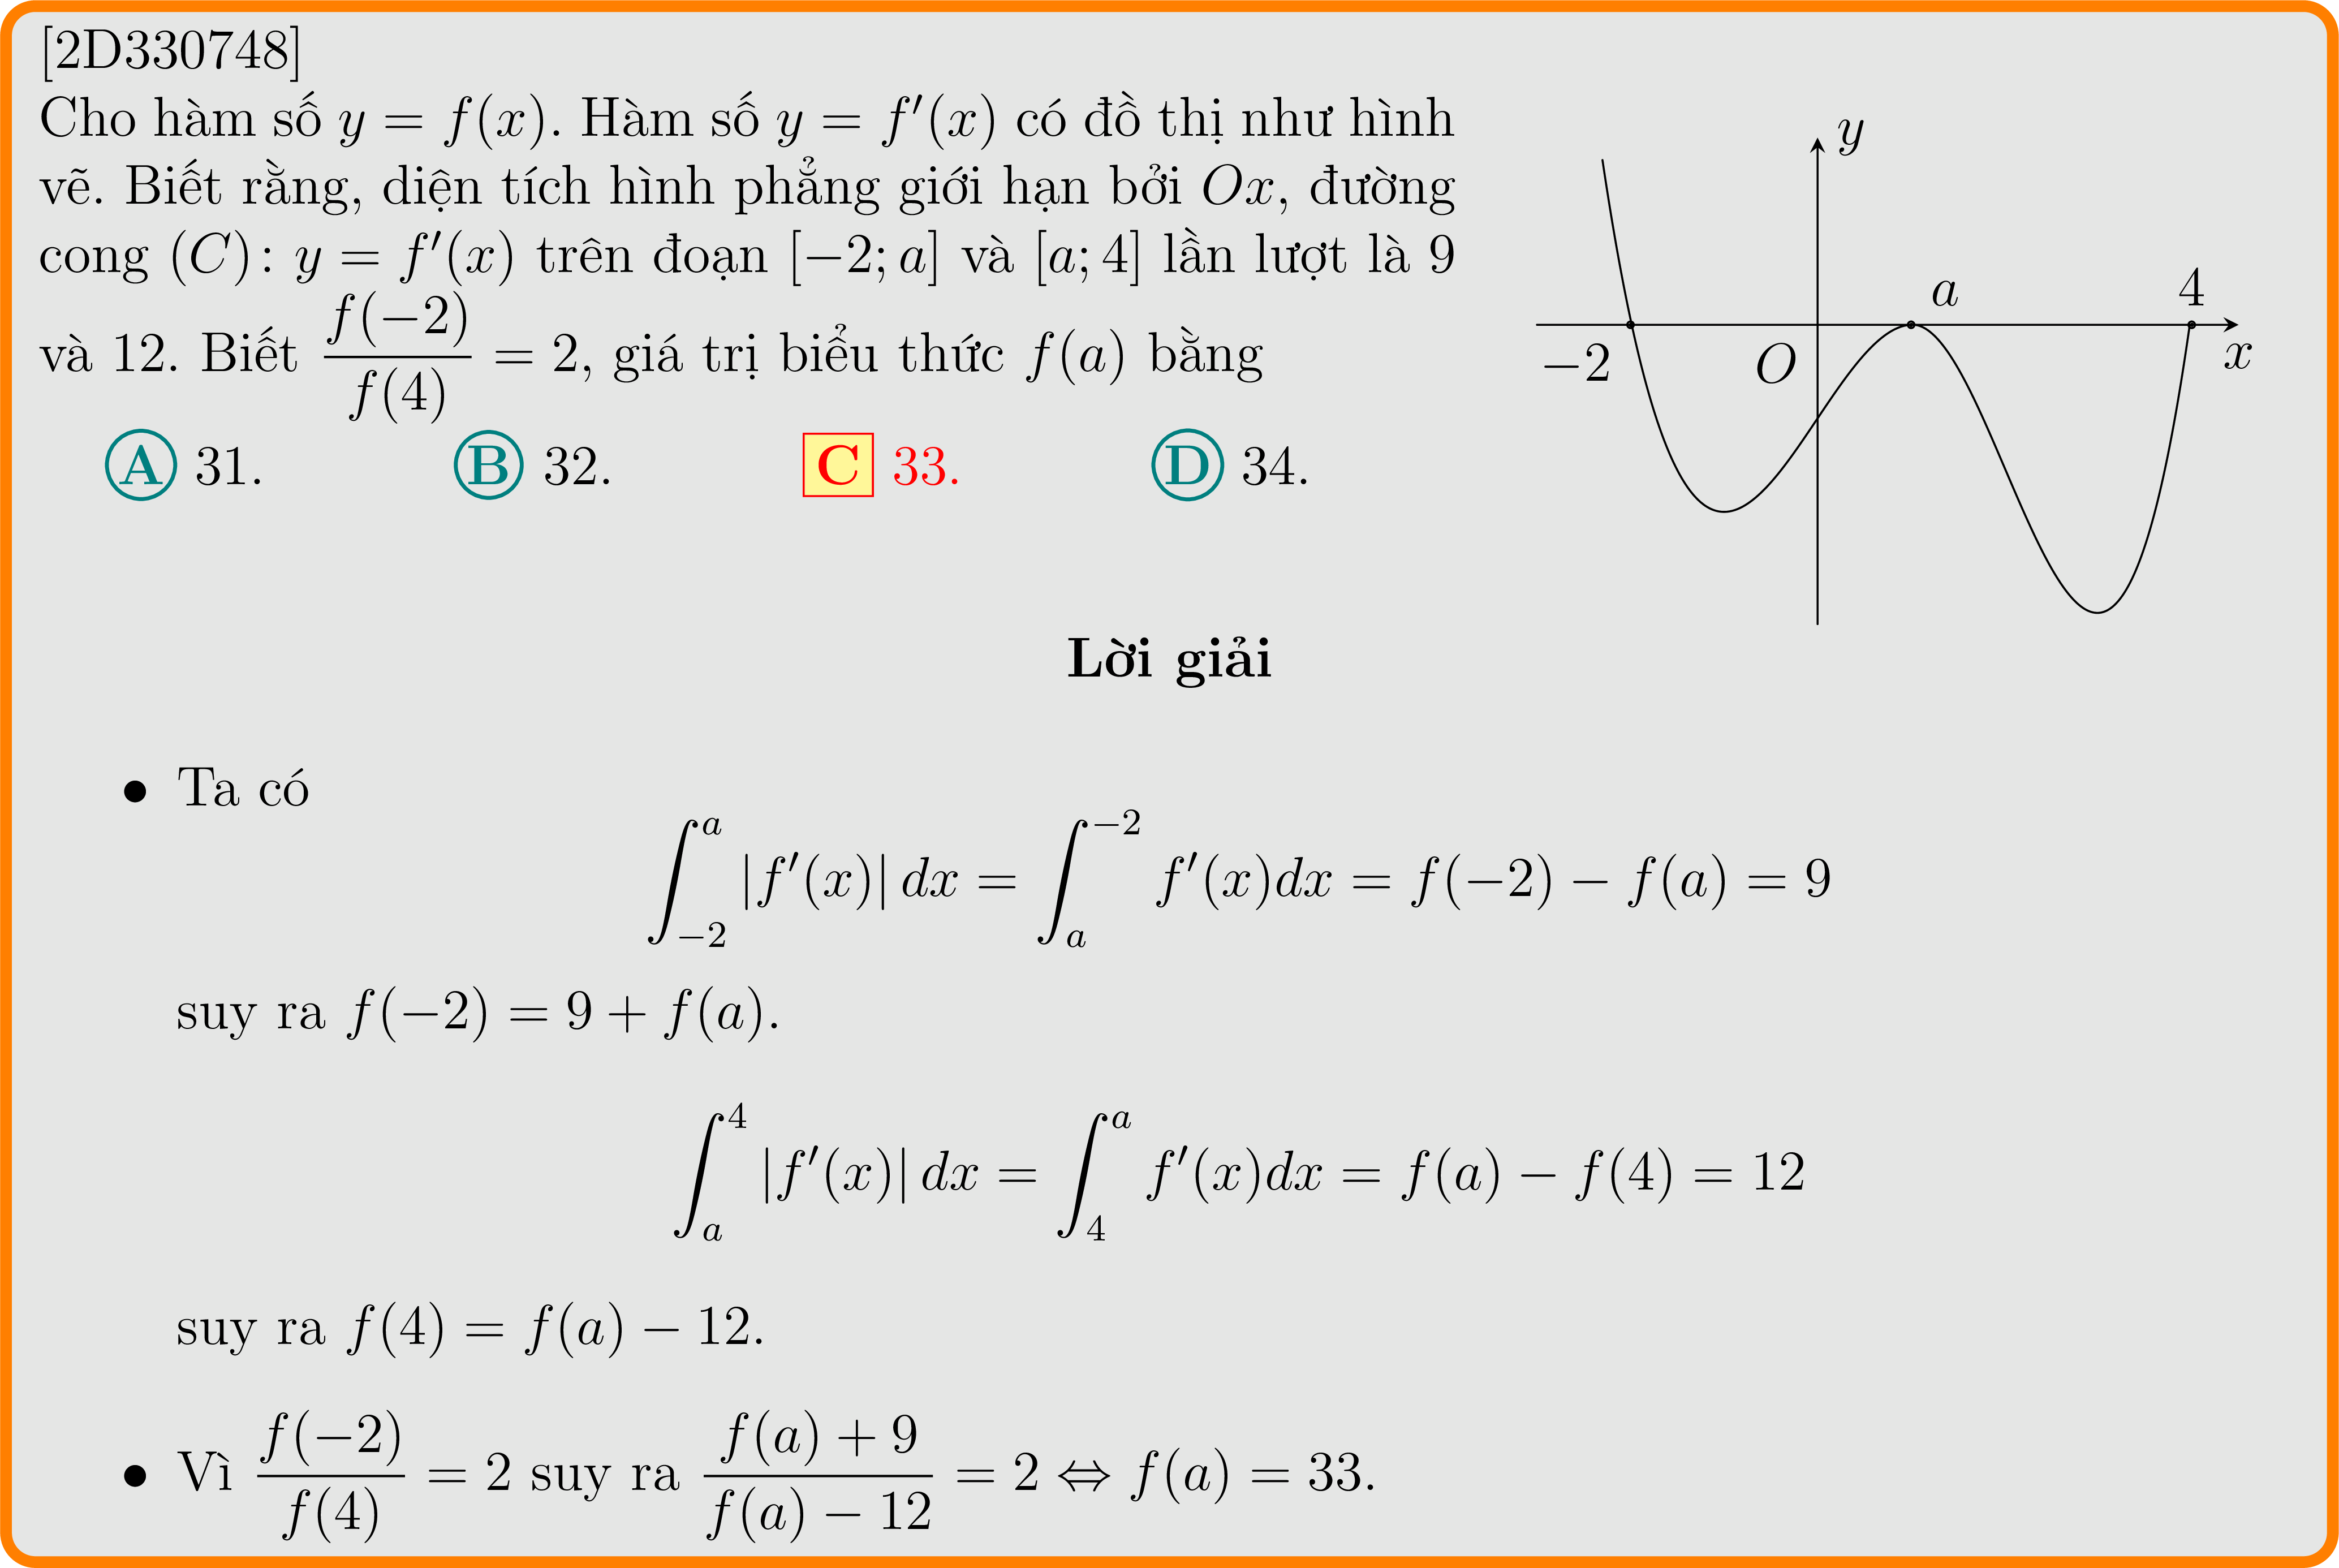 [2D330748]
Cho hàm số y = f(x). Hàm số y = f′(x) có đồ thị như hình
vẽ. Biết rằng, diện tích hình phẳng giới hạn bởi Ox, đường
cong (C): y = f′(x) trên đoạn [−2; a] và [a; 4] lần lượt là 9
và 12. Biết \frac{f(−2)}{f(4)} = 2, giá trị biểu thức f(a) bằng
A 31. B 32. C 33. D 34.
y
a
4
−2
O
x
Lời giải
• Ta có
\int_{−2}^{a} |f′(x)| dx = \int_{a}^{−2} f′(x)dx = f(−2) − f(a) = 9
suy ra f(−2) = 9 + f(a).
\int_{a}^{4} |f′(x)| dx = \int_{4}^{a} f′(x)dx = f(a) − f(4) = 12
suy ra f(4) = f(a) − 12.
• Vì \frac{f(−2)}{f(4)} = 2 suy ra \frac{f(a) + 9}{f(a) − 12} = 2 ⇔ f(a) = 33.